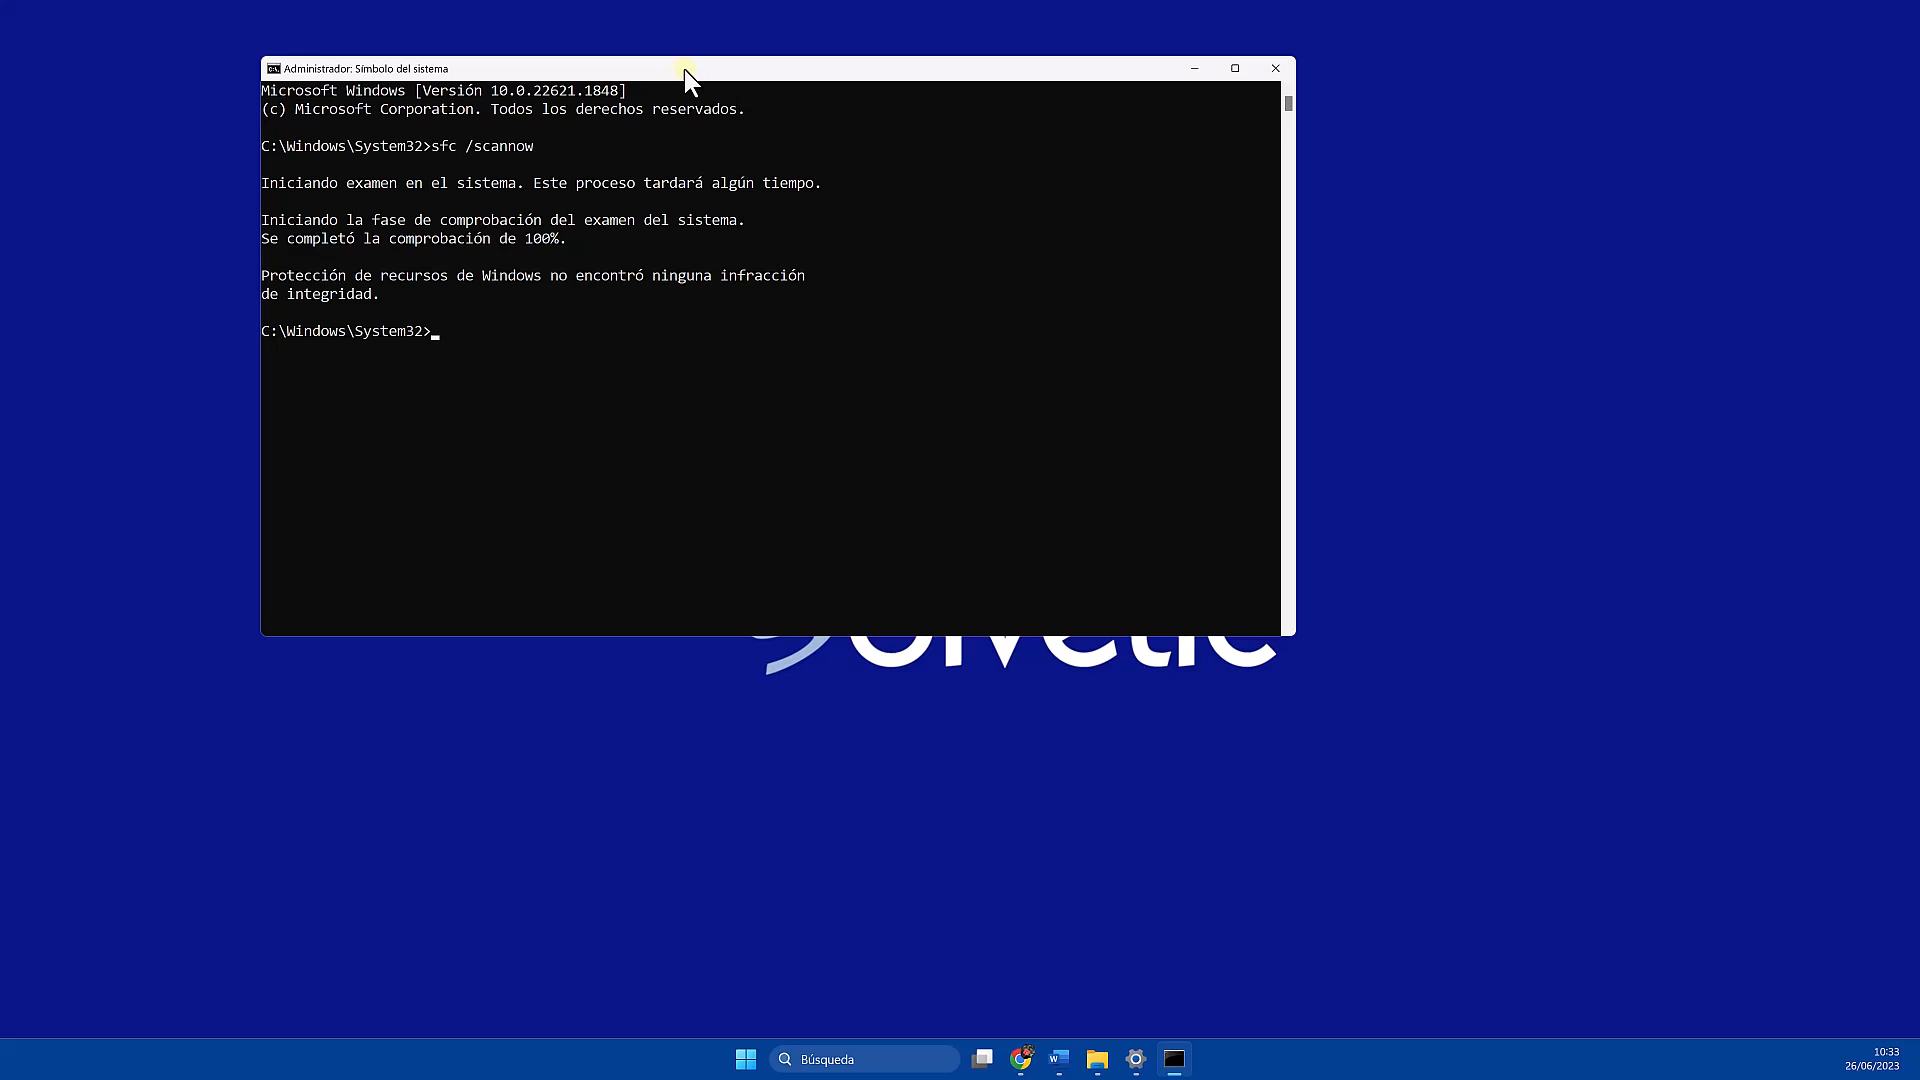 Administrador: Símbolo del sistema
Microsoft Windows [Versión 10.0.22621.1848]
(c) Microsoft Corporation. Todos los derechos reservados.
C:\Windows\System32>sfc /scannow
Iniciando examen en el sistema. Este proceso tardará algún tiempo.
Iniciando la fase de comprobación del examen del sistema.
Se completó la comprobación de 100%.
Protección de recursos de Windows no encontró ninguna infracción
de integridad.
C:\Windows\System32>
Búsqueda
10:33
26/06/2023